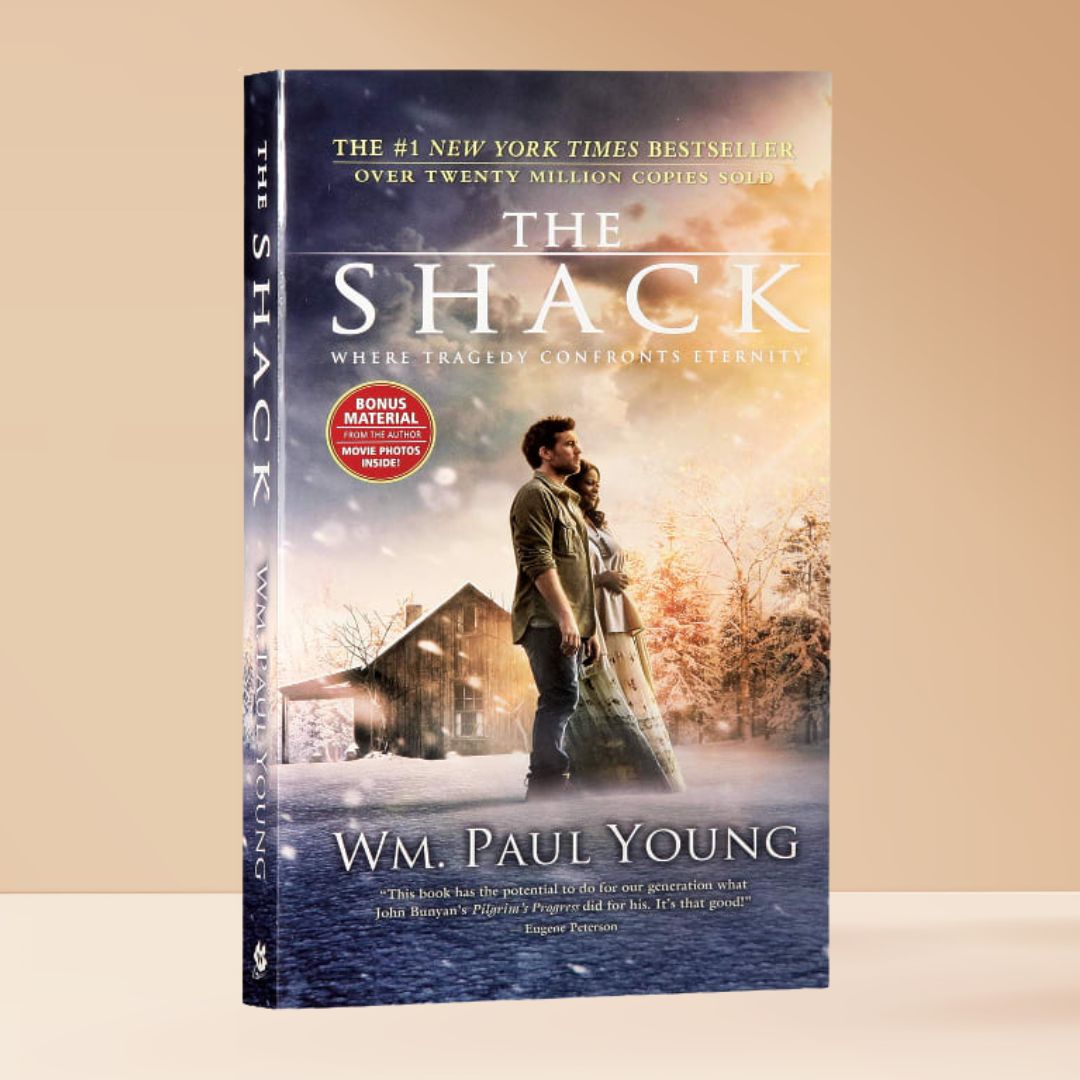 THE SHACK WM. PAUL YOUNG
THE #1 NEW YORK TIMES BESTSELLER
OVER TWENTY MILLION COPIES SOLD
THE
SHACK
WHERE TRAGEDY CONFRONTS ETERNITY
BONUS
MATERIAL
FROM THE AUTHOR
MOVIE PHOTOS
INSIDE!
WM. PAUL YOUNG
“This book has the potential to do for our generation what
John Bunyan’s Pilgrim’s Progress did for his. It’s that good!”
Eugene Peterson